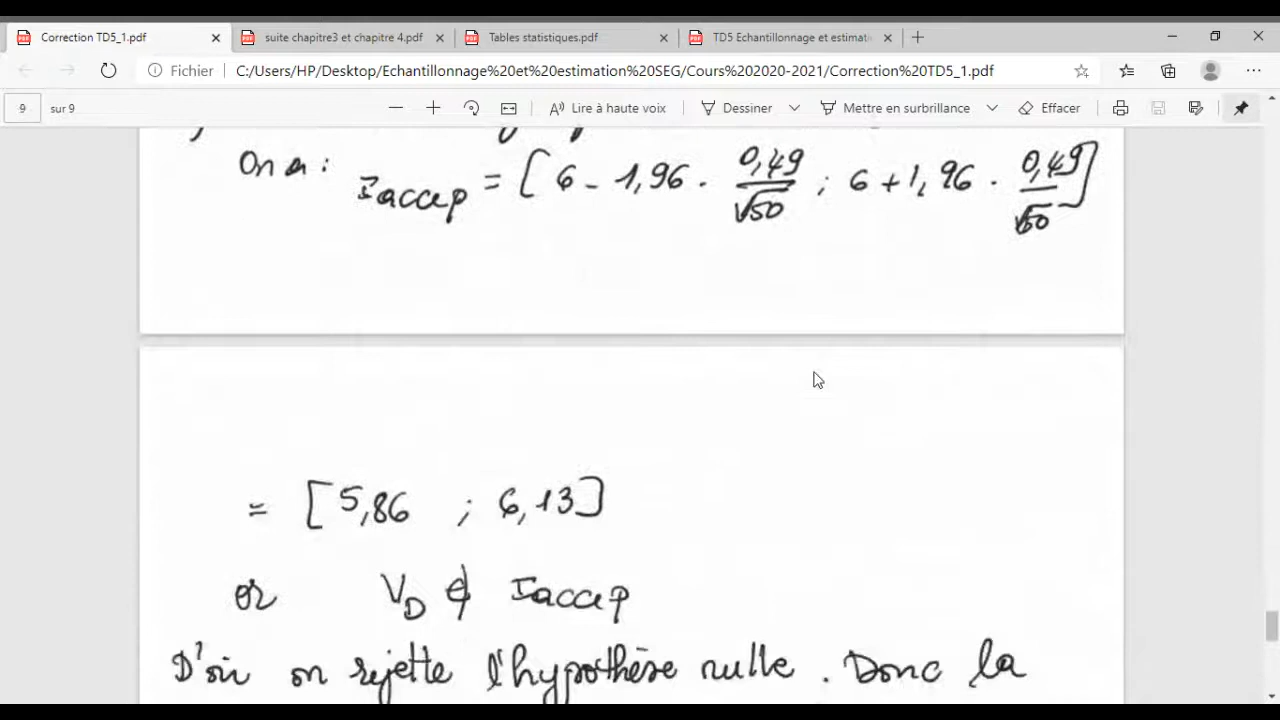 Correction TD5_1.pdf
suite chapitre3 et chapitre 4.pdf
Tables statistiques.pdf
TD5 Echantillonnage et estimati
Fichier
C:/Users/HP/Desktop/Echantillonnage%20et%20estimation%20SEG/Cours%202020-2021/Correction%20TD5_1.pdf
9 sur 9
Lire à haute voix
Dessiner
Mettre en surbrillance
Effacer
On a : Iaccep = [ 6 - 1,96 . 0,49/√50 ; 6 + 1,96 . 0,49/√50 ]
= [ 5,86 ; 6,13 ]
or V_D ∉ Iaccep
D'où on rejette l'hypothèse nulle . Donc la